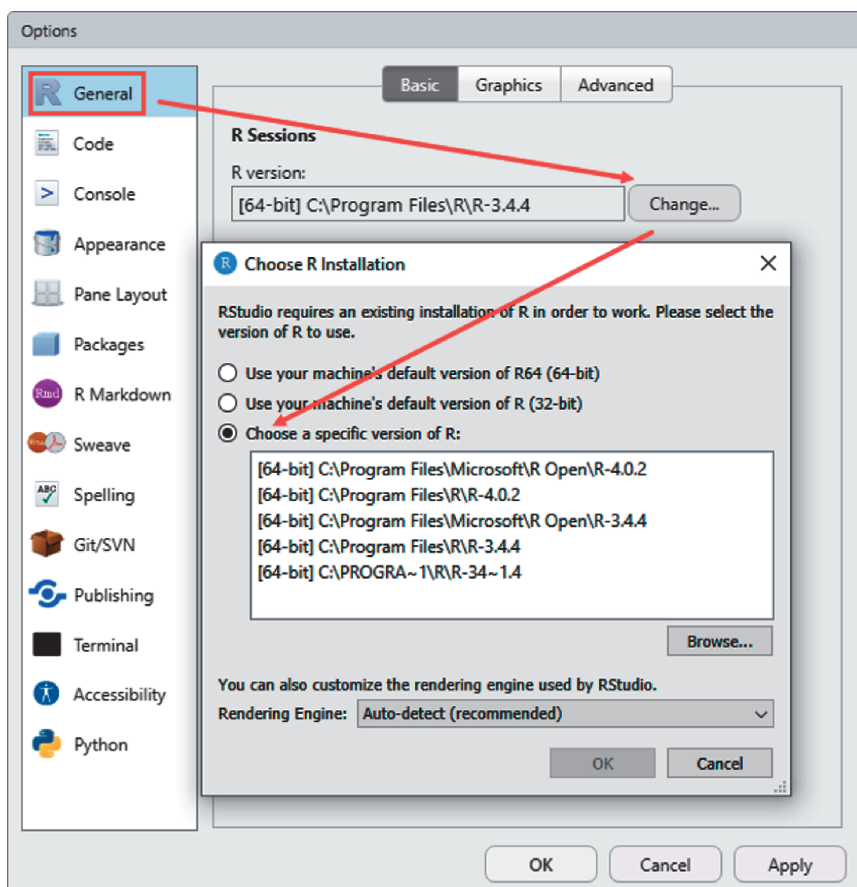 Options
General
Code
Console
Appearance
Pane Layout
Packages
Rmd R Markdown
Sweave
ABC Spelling
Git/SVN
Publishing
Terminal
Accessibility
Python
Basic Graphics Advanced
R Sessions
R version:
[64-bit] C:\Program Files\R\R-3.4.4 Change...
R Choose R Installation
RStudio requires an existing installation of R in order to work. Please select the
version of R to use.
Use your machine's default version of R64 (64-bit)
Use your machine's default version of R (32-bit)
Choose a specific version of R:
[64-bit] C:\Program Files\Microsoft\R Open\R-4.0.2
[64-bit] C:\Program Files\R\R-4.0.2
[64-bit] C:\Program Files\Microsoft\R Open\R-3.4.4
[64-bit] C:\Program Files\R\R-3.4.4
[64-bit] C:\PROGRA~1\R\R-34~1.4
Browse...
You can also customize the rendering engine used by RStudio.
Rendering Engine: Auto-detect (recommended)
OK Cancel
OK Cancel Apply